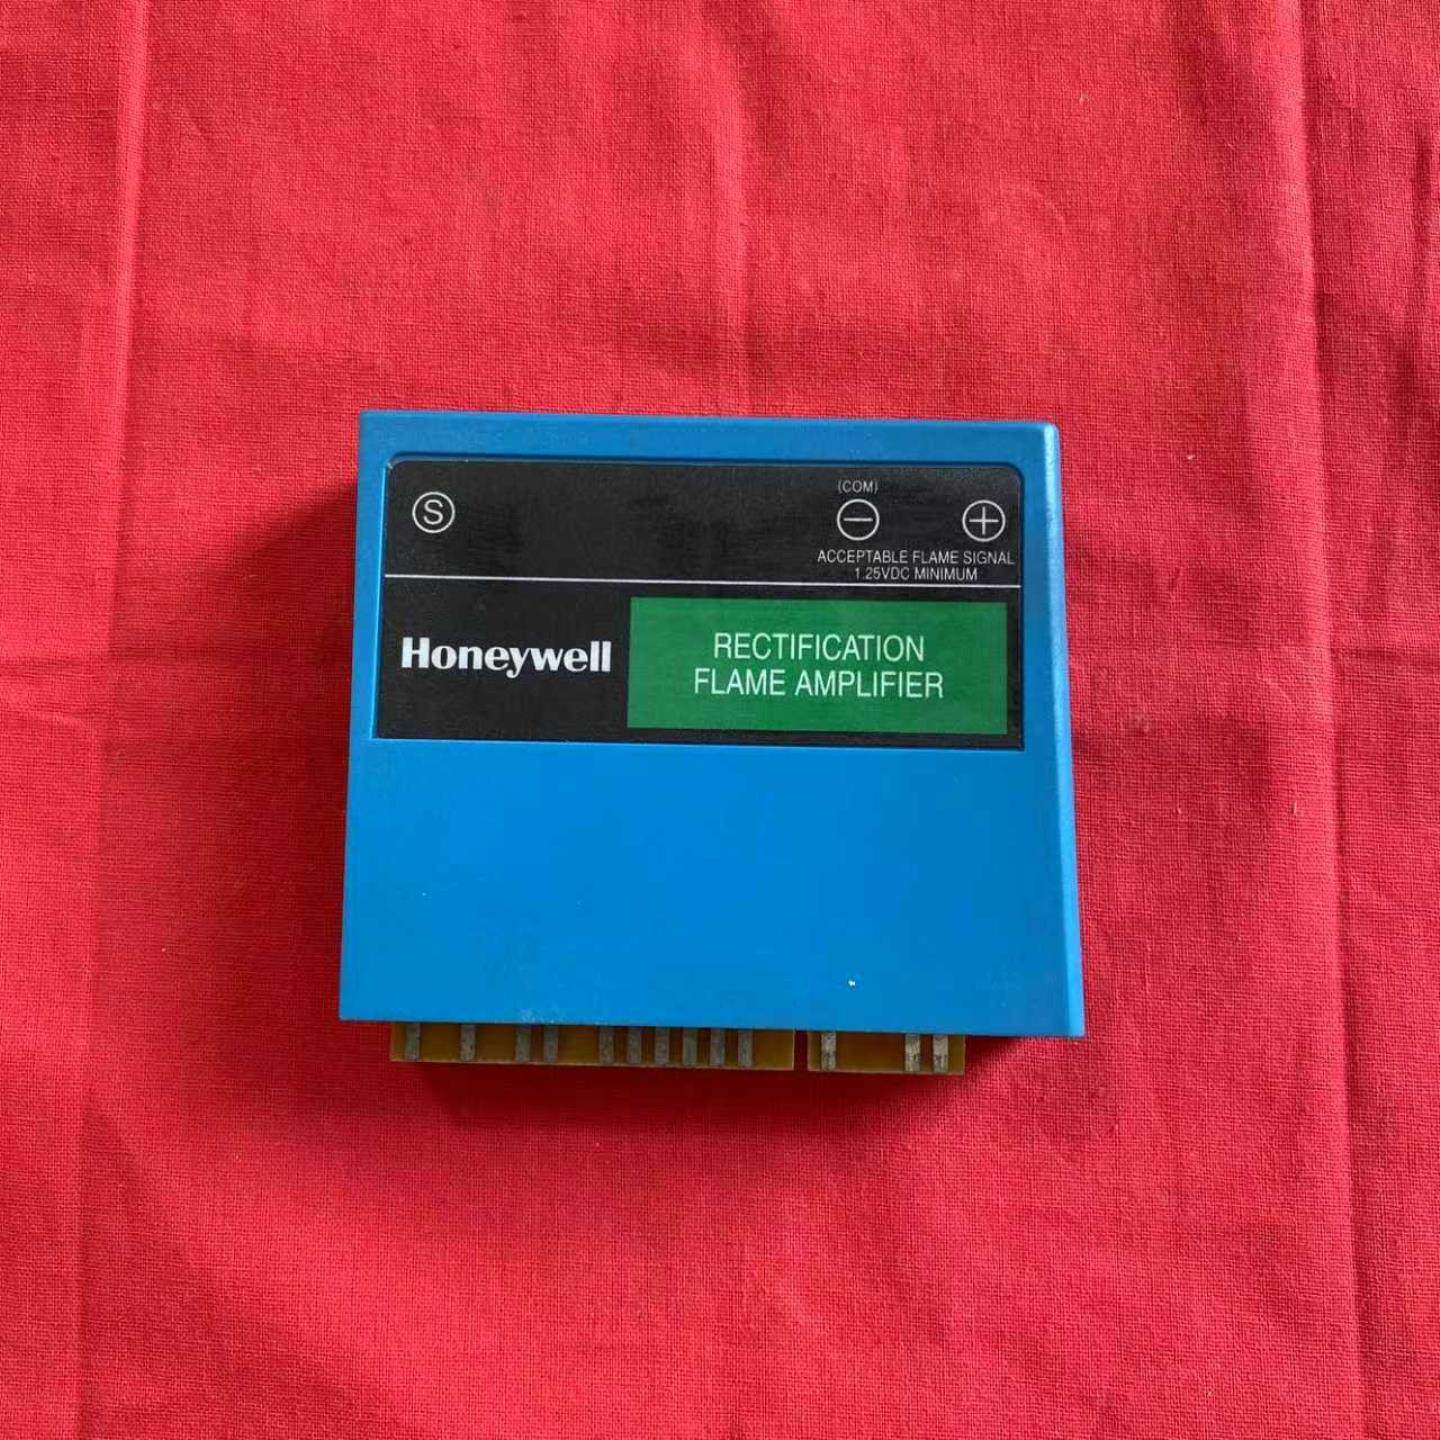 (COM)
S
− +
ACCEPTABLE FLAME SIGNAL
1.25VDC MINIMUM
Honeywell
RECTIFICATION
FLAME AMPLIFIER